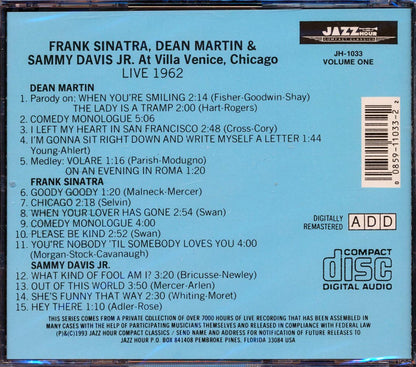 FRANK SINATRA, DEAN MARTIN &
SAMMY DAVIS JR. At Villa Venice, Chicago
LIVE 1962
JAZZ
HOUR
COMPACT CLASSICS
JH-1033
VOLUME ONE
DEAN MARTIN
1. Parody on: WHEN YOU'RE SMILING 2:14 (Fisher-Goodwin-Shay)
THE LADY IS A TRAMP 2:00 (Hart-Rogers)
2. COMEDY MONOLOGUE 5:06
3. I LEFT MY HEART IN SAN FRANCISCO 2:48 (Cross-Cory)
4. I'M GONNA SIT RIGHT DOWN AND WRITE MYSELF A LETTER 1:44
Young-Ahlert)
5. Medley: VOLARE 1:16 (Parish-Modugno)
ON AN EVENING IN ROMA 1:20
FRANK SINATRA
6. GOODY GOODY! 1:20 (Malneck-Mercer)
7. CHICAGO 2:18 (Selvin)
8. WHEN YOUR LOVER HAS GONE 2:54 (Swan)
9. COMEDY MONOLOGUE 4:00
10. PLEASE BE KIND 2:52 (Swan)
11. YOU'RE NOBODY 'TIL SOMEBODY LOVES YOU 4:00
(Morgan-Stock-Cavanaugh)
SAMMY DAVIS JR.
12. WHAT KIND OF FOOL AM I? 3:20 (Bricusse-Newley)
13. OUT OF THIS WORLD 3:50 (Mercer-Arlen)
14. SHE'S FUNNY THAT WAY 2:30 (Whiting-Moret)
15. HEY THERE 1:10 (Adler-Rose)
0 0859-11033-2 2
DIGITALLY
REMASTERED
ADD
COMPACT
disc
DIGITAL AUDIO
THIS SERIES COMES FROM A PRIVATE COLLECTION OF OVER 7000 HOURS OF LIVE RECORDING THAT HAS BEEN ASSEMBLED IN
MANY CASES WITH THE HELP OF PARTICIPATING MUSICIANS THEMSELVES AND RELEASED IN COMPLIANCE WITH FEDERAL LAW
(P)&(C)1993 JAZZ HOUR COMPACT CLASSICS / SEND NAME AND ADDRESS FOR NOTIFICATION OF FUTURE RELEASES TO
JAZZ HOUR P.O. BOX 841408 PEMBROKE PINES, FLORIDA 33084 USA